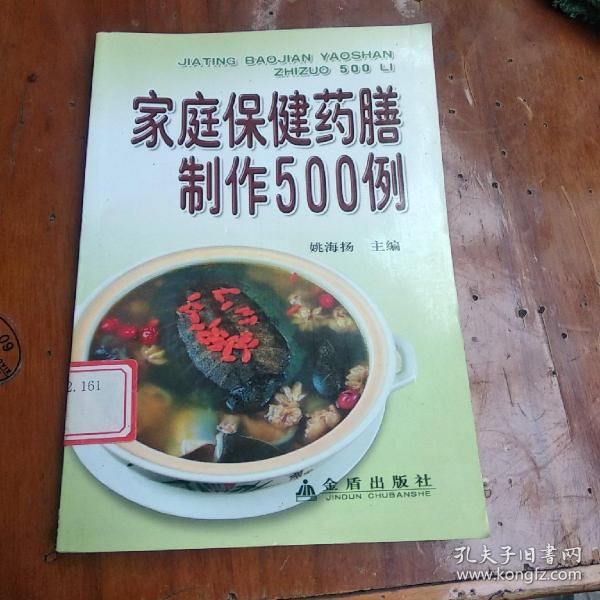 JIATING BAOJIAN YAOSHAN
ZHIZUO 500 LI
家庭保健药膳
制作500例
姚海扬 主编
2.161
09
金盾出版社
JINDUN CHUBANSHE
孔夫子旧书网
www.kongfz.com